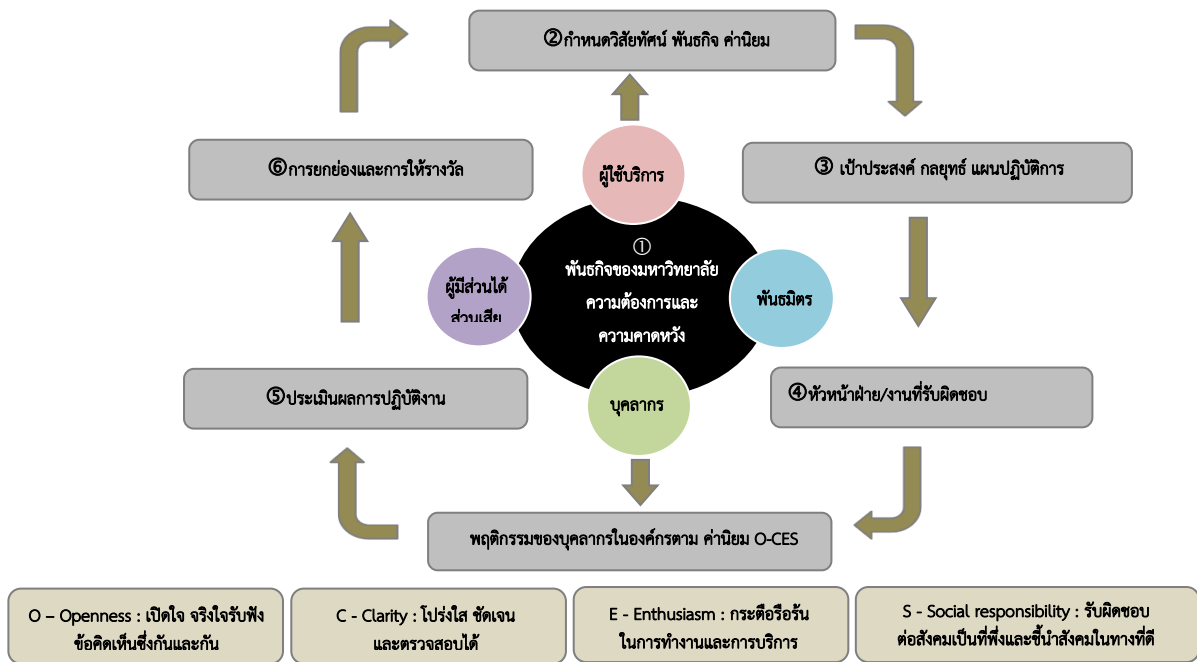 ②กำหนดวิสัยทัศน์ พันธกิจ ค่านิยม
⑥การยกย่องและการให้รางวัล
ผู้ใช้บริการ
③ เป้าประสงค์ กลยุทธ์ แผนปฏิบัติการ
①
พันธกิจของมหาวิทยาลัย
ความต้องการและ
ความคาดหวัง
ผู้มีส่วนได้
ส่วนเสีย
พันธมิตร
⑤ประเมินผลการปฏิบัติงาน
บุคลากร
④หัวหน้าฝ่าย/งานที่รับผิดชอบ
พฤติกรรมของบุคลากรในองค์กรตาม ค่านิยม O-CES
O – Openness : เปิดใจ จริงใจรับฟัง
ข้อคิดเห็นซึ่งกันและกัน
C - Clarity : โปร่งใส ชัดเจน
และตรวจสอบได้
E - Enthusiasm : กระตือรือร้น
ในการทำงานและการบริการ
S - Social responsibility : รับผิดชอบ
ต่อสังคมเป็นที่พึ่งและชี้นำสังคมในทางที่ดี